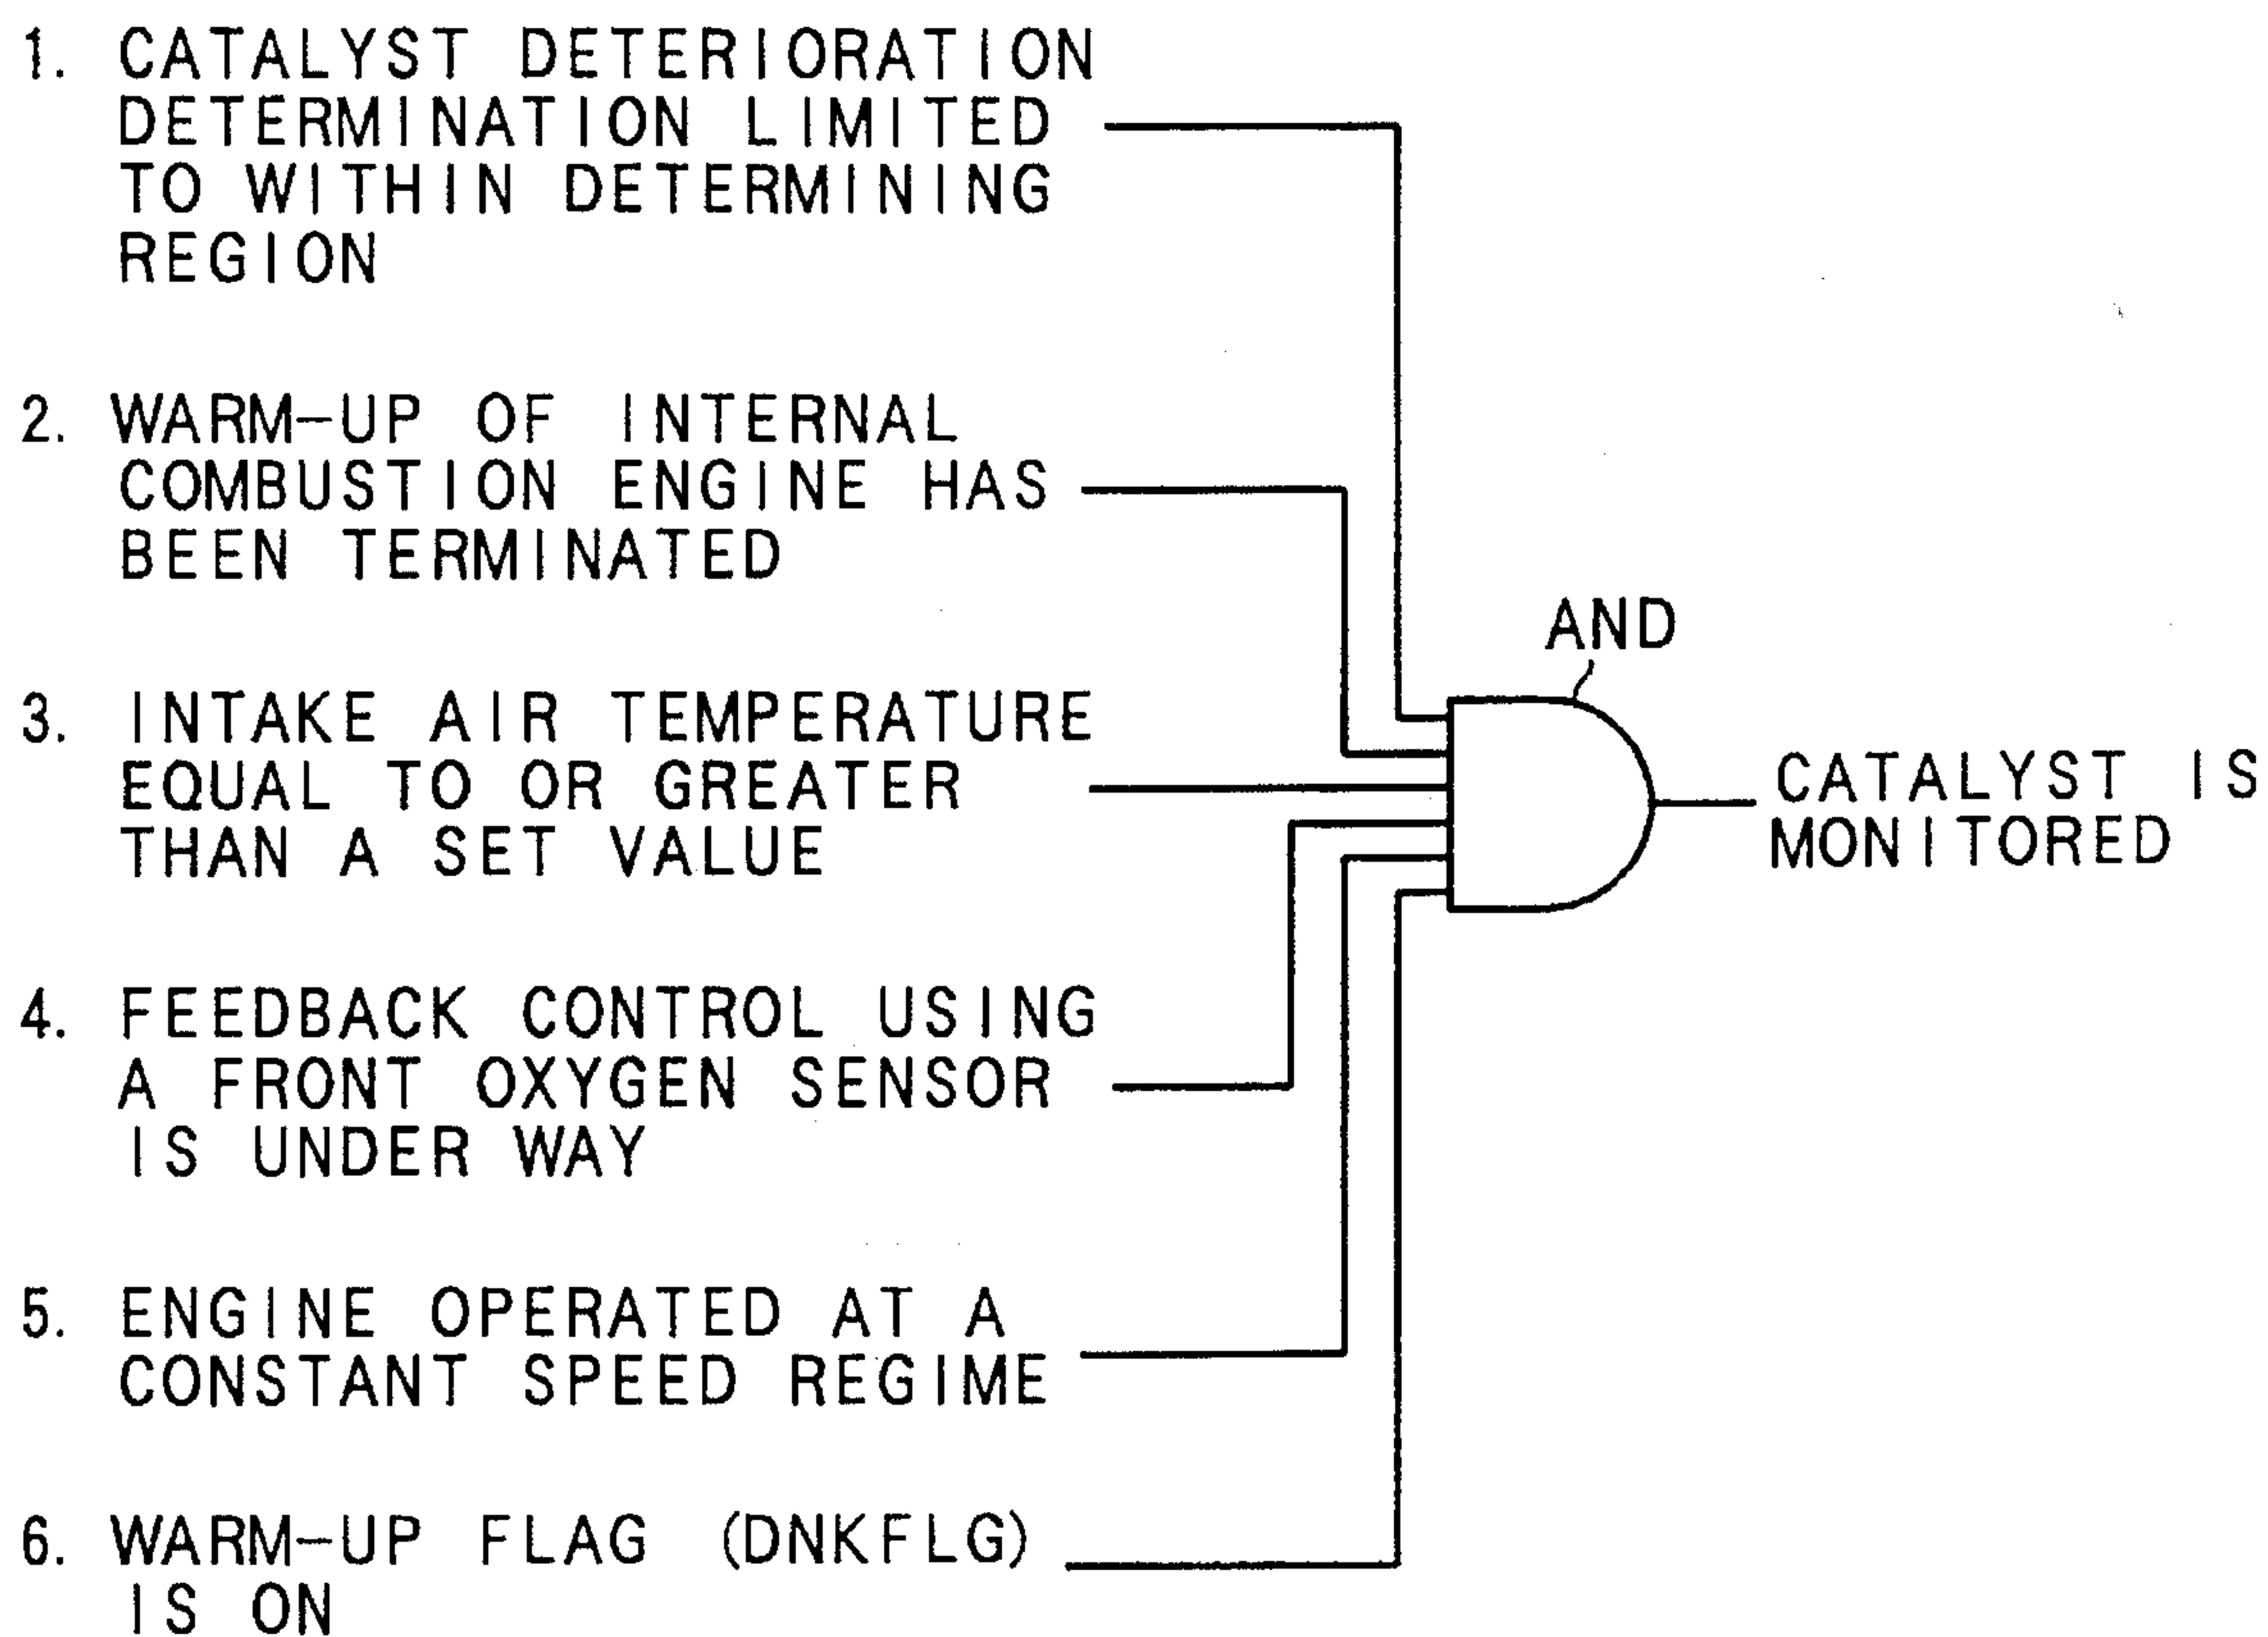 1. CATALYST DETERIORATION
DETERMINATION LIMITED
TO WITHIN DETERMINING
REGION
2. WARM-UP OF INTERNAL
COMBUSTION ENGINE HAS
BEEN TERMINATED
3. INTAKE AIR TEMPERATURE
EQUAL TO OR GREATER
THAN A SET VALUE
4. FEEDBACK CONTROL USING
A FRONT OXYGEN SENSOR
IS UNDER WAY
5. ENGINE OPERATED AT A
CONSTANT SPEED REGIME
6. WARM-UP FLAG (DNKFLG)
IS ON
AND
CATALYST IS
MONITORED